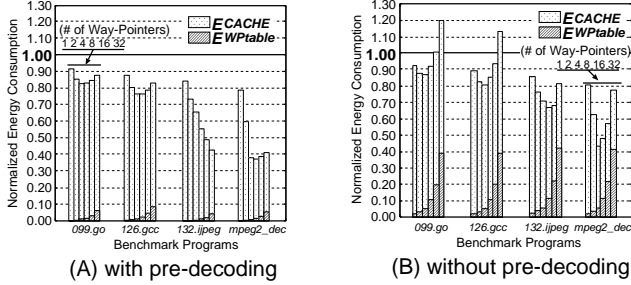 1.30
1.20
1.10
1.00
0.90
0.80
0.70
0.60
0.50
0.40
0.30
0.20
0.10
0.00
Normalized Energy Consumption
(# of Way-Pointers)
1 2 4 8 16 32
ECACHE
EWPtable
099.go 126.gcc 132.ijpeg mpeg2_dec
Benchmark Programs
(A) with pre-decoding
1.30
1.20
1.10
1.00
0.90
0.80
0.70
0.60
0.50
0.40
0.30
0.20
0.10
0.00
Normalized Energy Consumption
ECACHE
EWPtable
(# of Way-Pointers)
1 2 4 8 16 32
099.go 126.gcc 132.ijpeg mpeg2_dec
Benchmark Programs
(B) without pre-decoding